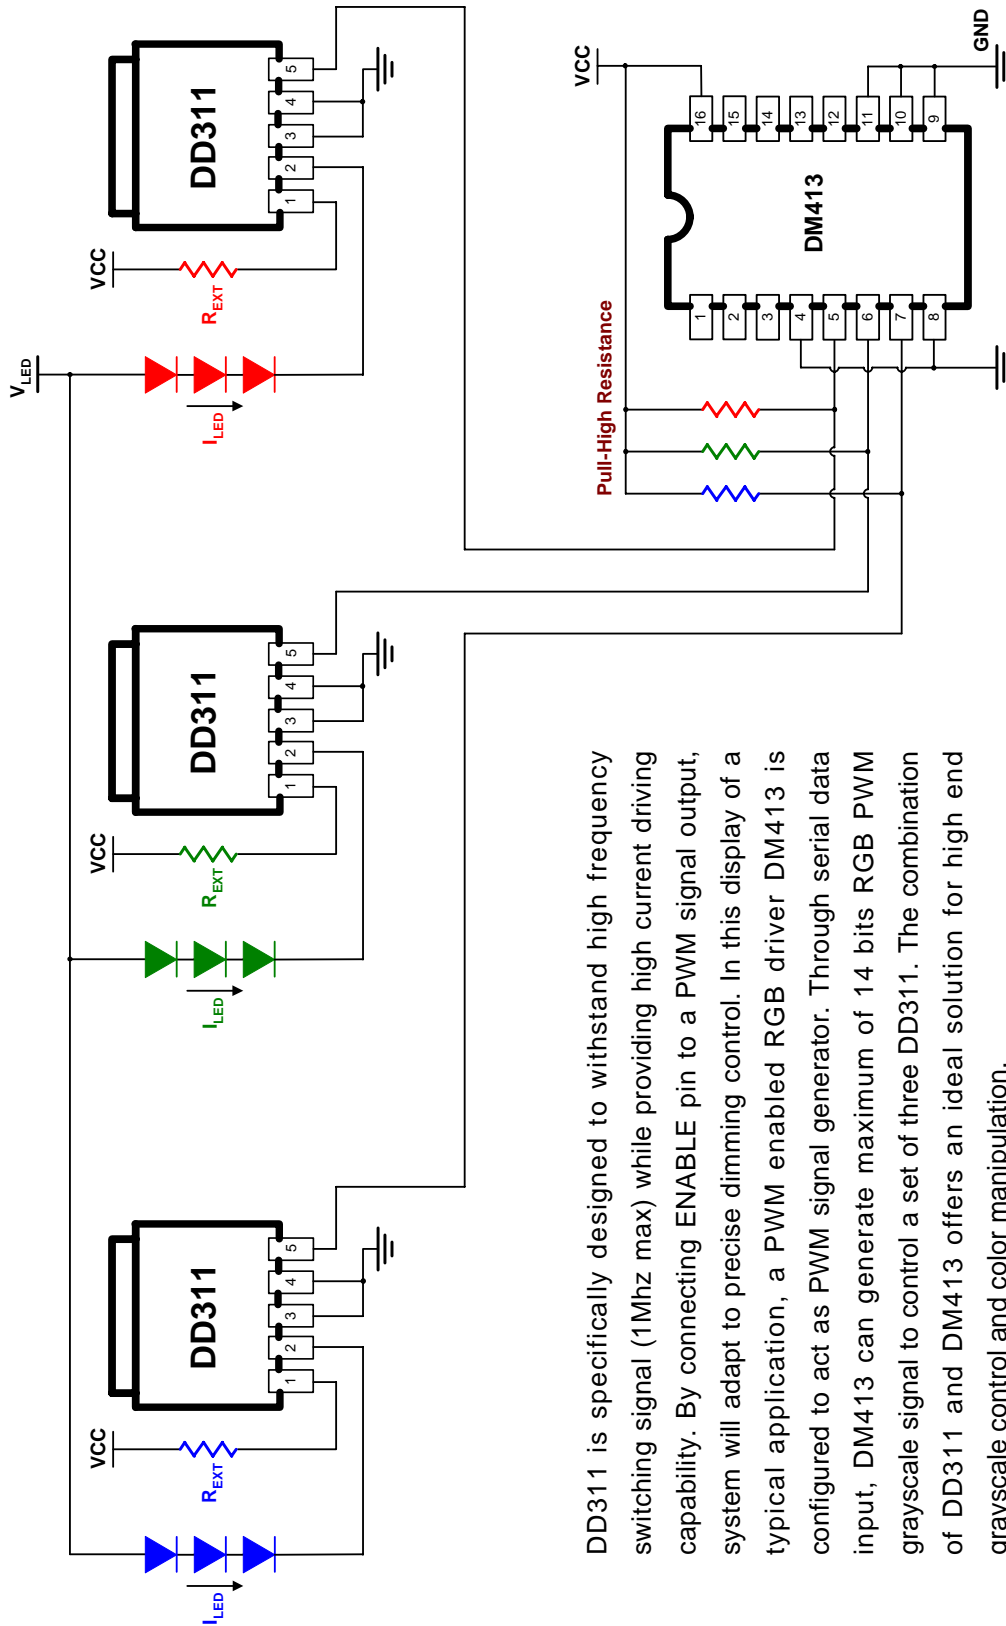 VLED
VCC
VCC
VCC
ILED
REXT
DD311
ILED
REXT
DD311
ILED
REXT
DD311
1 2 3 4 5
1 2 3 4 5
1 2 3 4 5
VCC
Pull-High Resistance
1 16
2 15
3 14
4 13
5 12
6 11
7 10
8 9
DM413
GND
DD311 is specifically designed to withstand high frequency
switching signal (1Mhz max) while providing high current driving
capability. By connecting ENABLE pin to a PWM signal output,
system will adapt to precise dimming control. In this display of a
typical application, a PWM enabled RGB driver DM413 is
configured to act as PWM signal generator. Through serial data
input, DM413 can generate maximum of 14 bits RGB PWM
grayscale signal to control a set of three DD311. The combination
of DD311 and DM413 offers an ideal solution for high end
grayscale control and color manipulation.